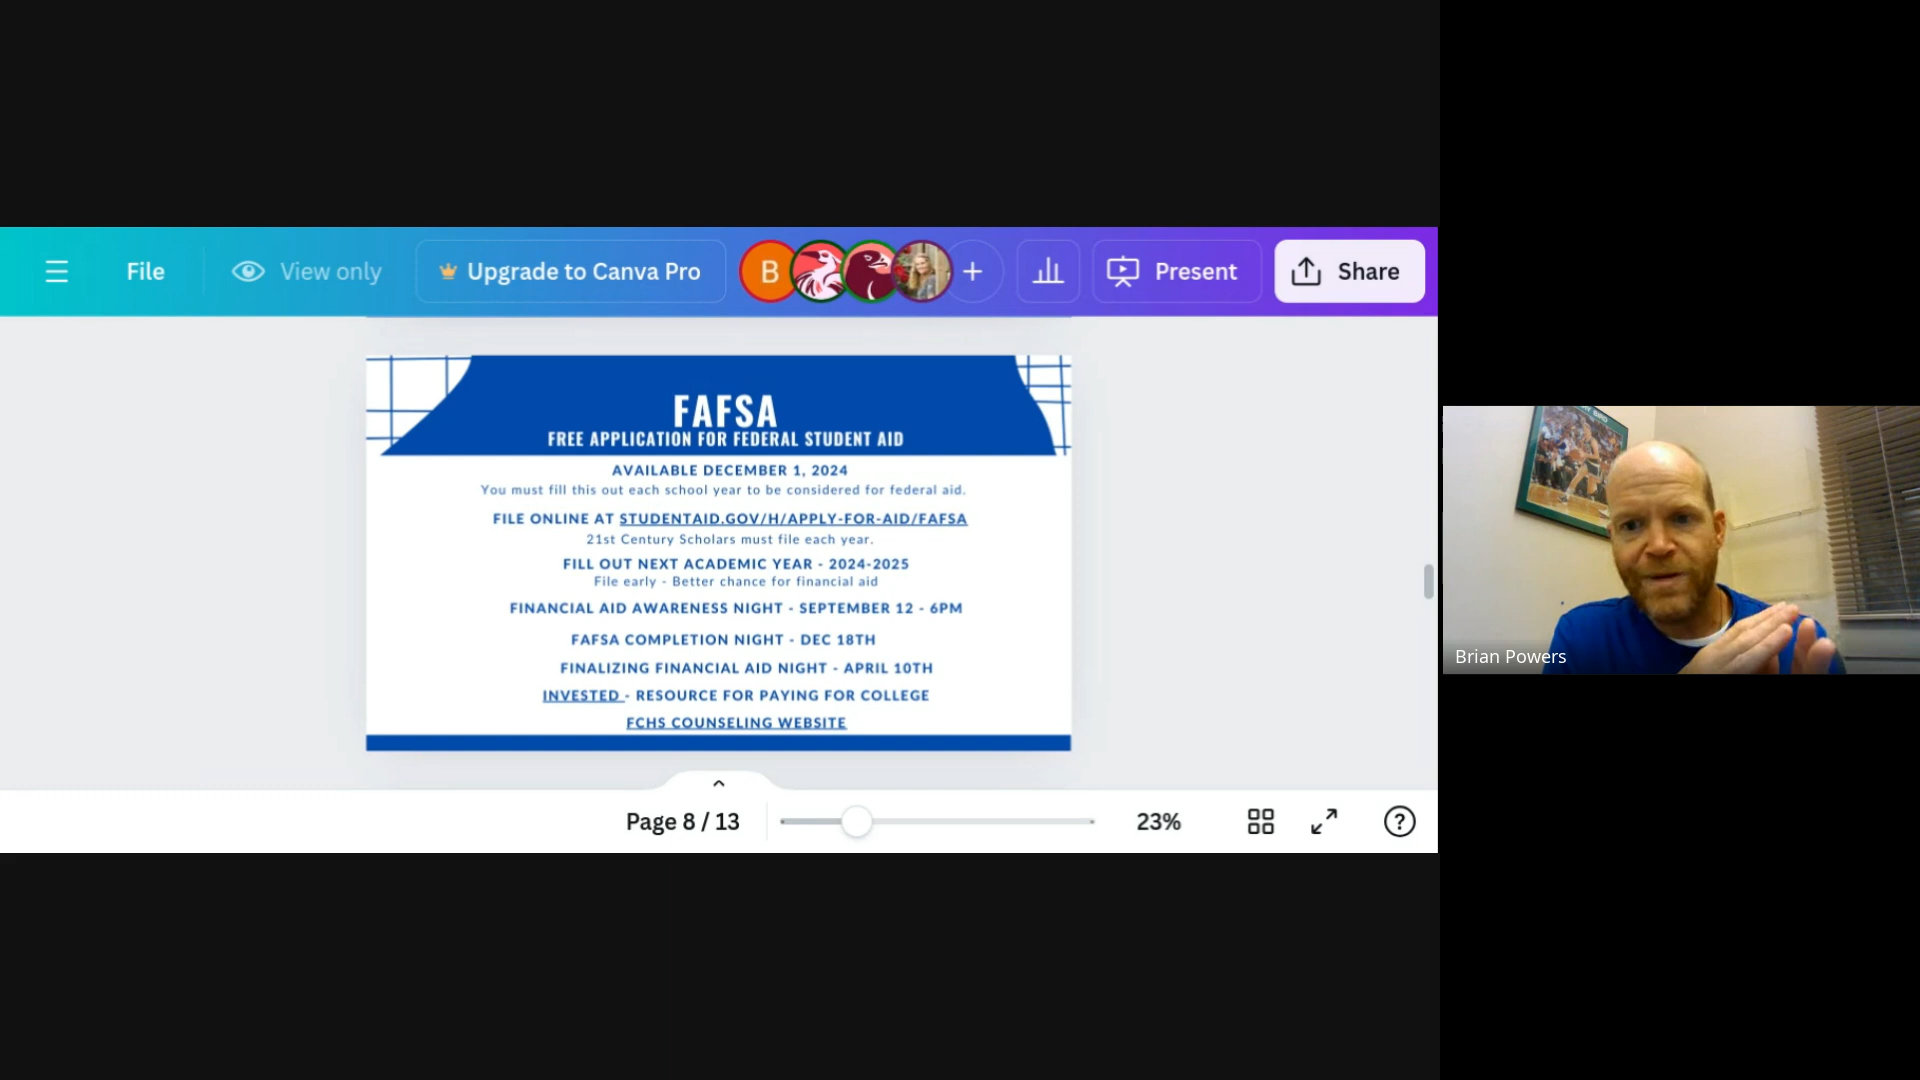 File
View only
Upgrade to Canva Pro
B
Present
Share
FAFSA
FREE APPLICATION FOR FEDERAL STUDENT AID
AVAILABLE DECEMBER 1, 2024
You must fill this out each school year to be considered for federal aid.
FILE ONLINE AT STUDENTAID.GOV/H/APPLY-FOR-AID/FAFSA
21st Century Scholars must file each year.
FILL OUT NEXT ACADEMIC YEAR - 2024-2025
File early - Better chance for financial aid
FINANCIAL AID AWARENESS NIGHT - SEPTEMBER 12 - 6PM
FAFSA COMPLETION NIGHT - DEC 18TH
FINALIZING FINANCIAL AID NIGHT - APRIL 10TH
INVESTED - RESOURCE FOR PAYING FOR COLLEGE
FCHS COUNSELING WEBSITE
Page 8 / 13
23%
Brian Powers